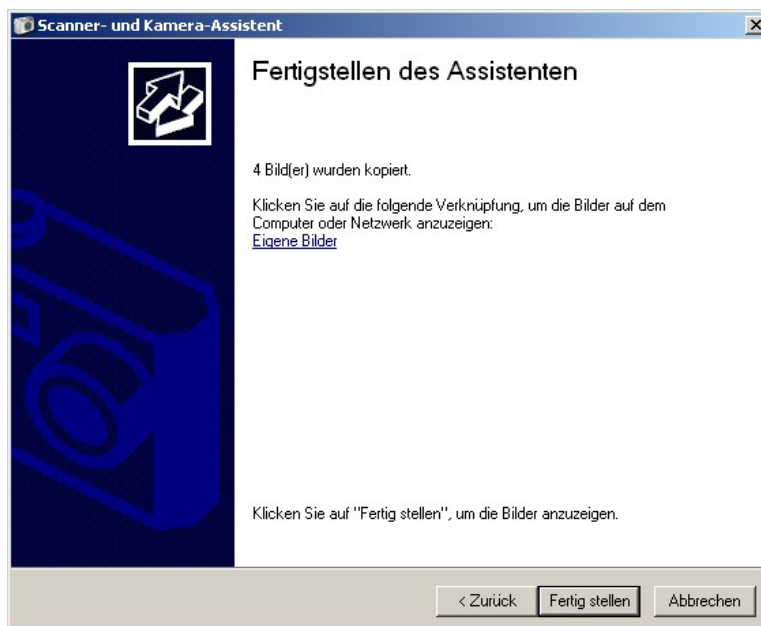 Scanner- und Kamera-Assistent
Fertigstellen des Assistenten
4 Bild(er) wurden kopiert.
Klicken Sie auf die folgende Verknüpfung, um die Bilder auf dem
Computer oder Netzwerk anzuzeigen:
Eigene Bilder
Klicken Sie auf "Fertig stellen", um die Bilder anzuzeigen.
< Zurück Fertig stellen Abbrechen